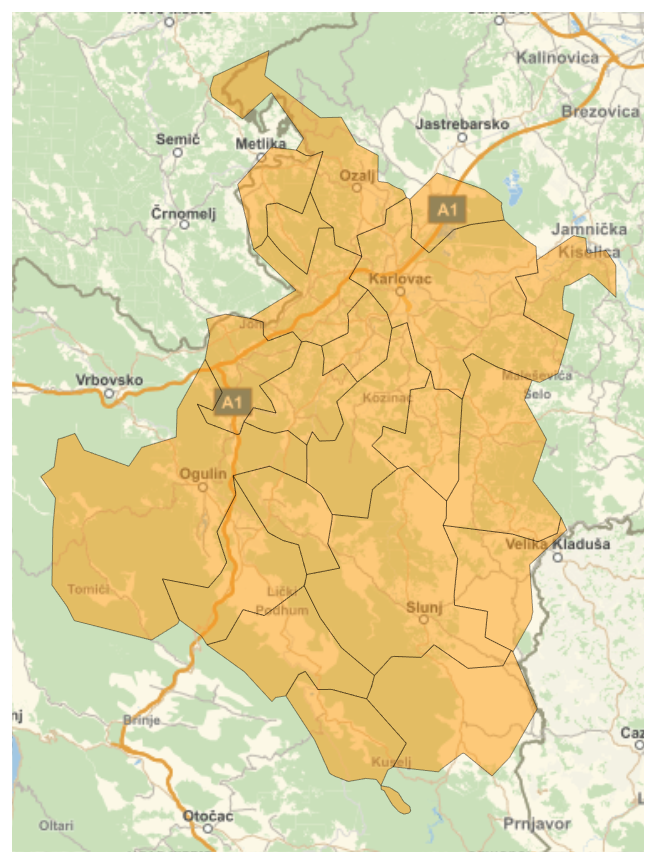 Kalinovica
Brezovica
Jastrebarsko
Semič
Metlika
Ozalj
Črnomelj
A1
Jamnička
Kiselica
Karlovac
Vrbovsko
Maleševića
Selo
A1
Kozinac
Ogulin
Velika Kladuša
Tomići
Lički
Podhum
Slunj
Brinje
Kuselj
Otočac
Oltari
Prnjavor